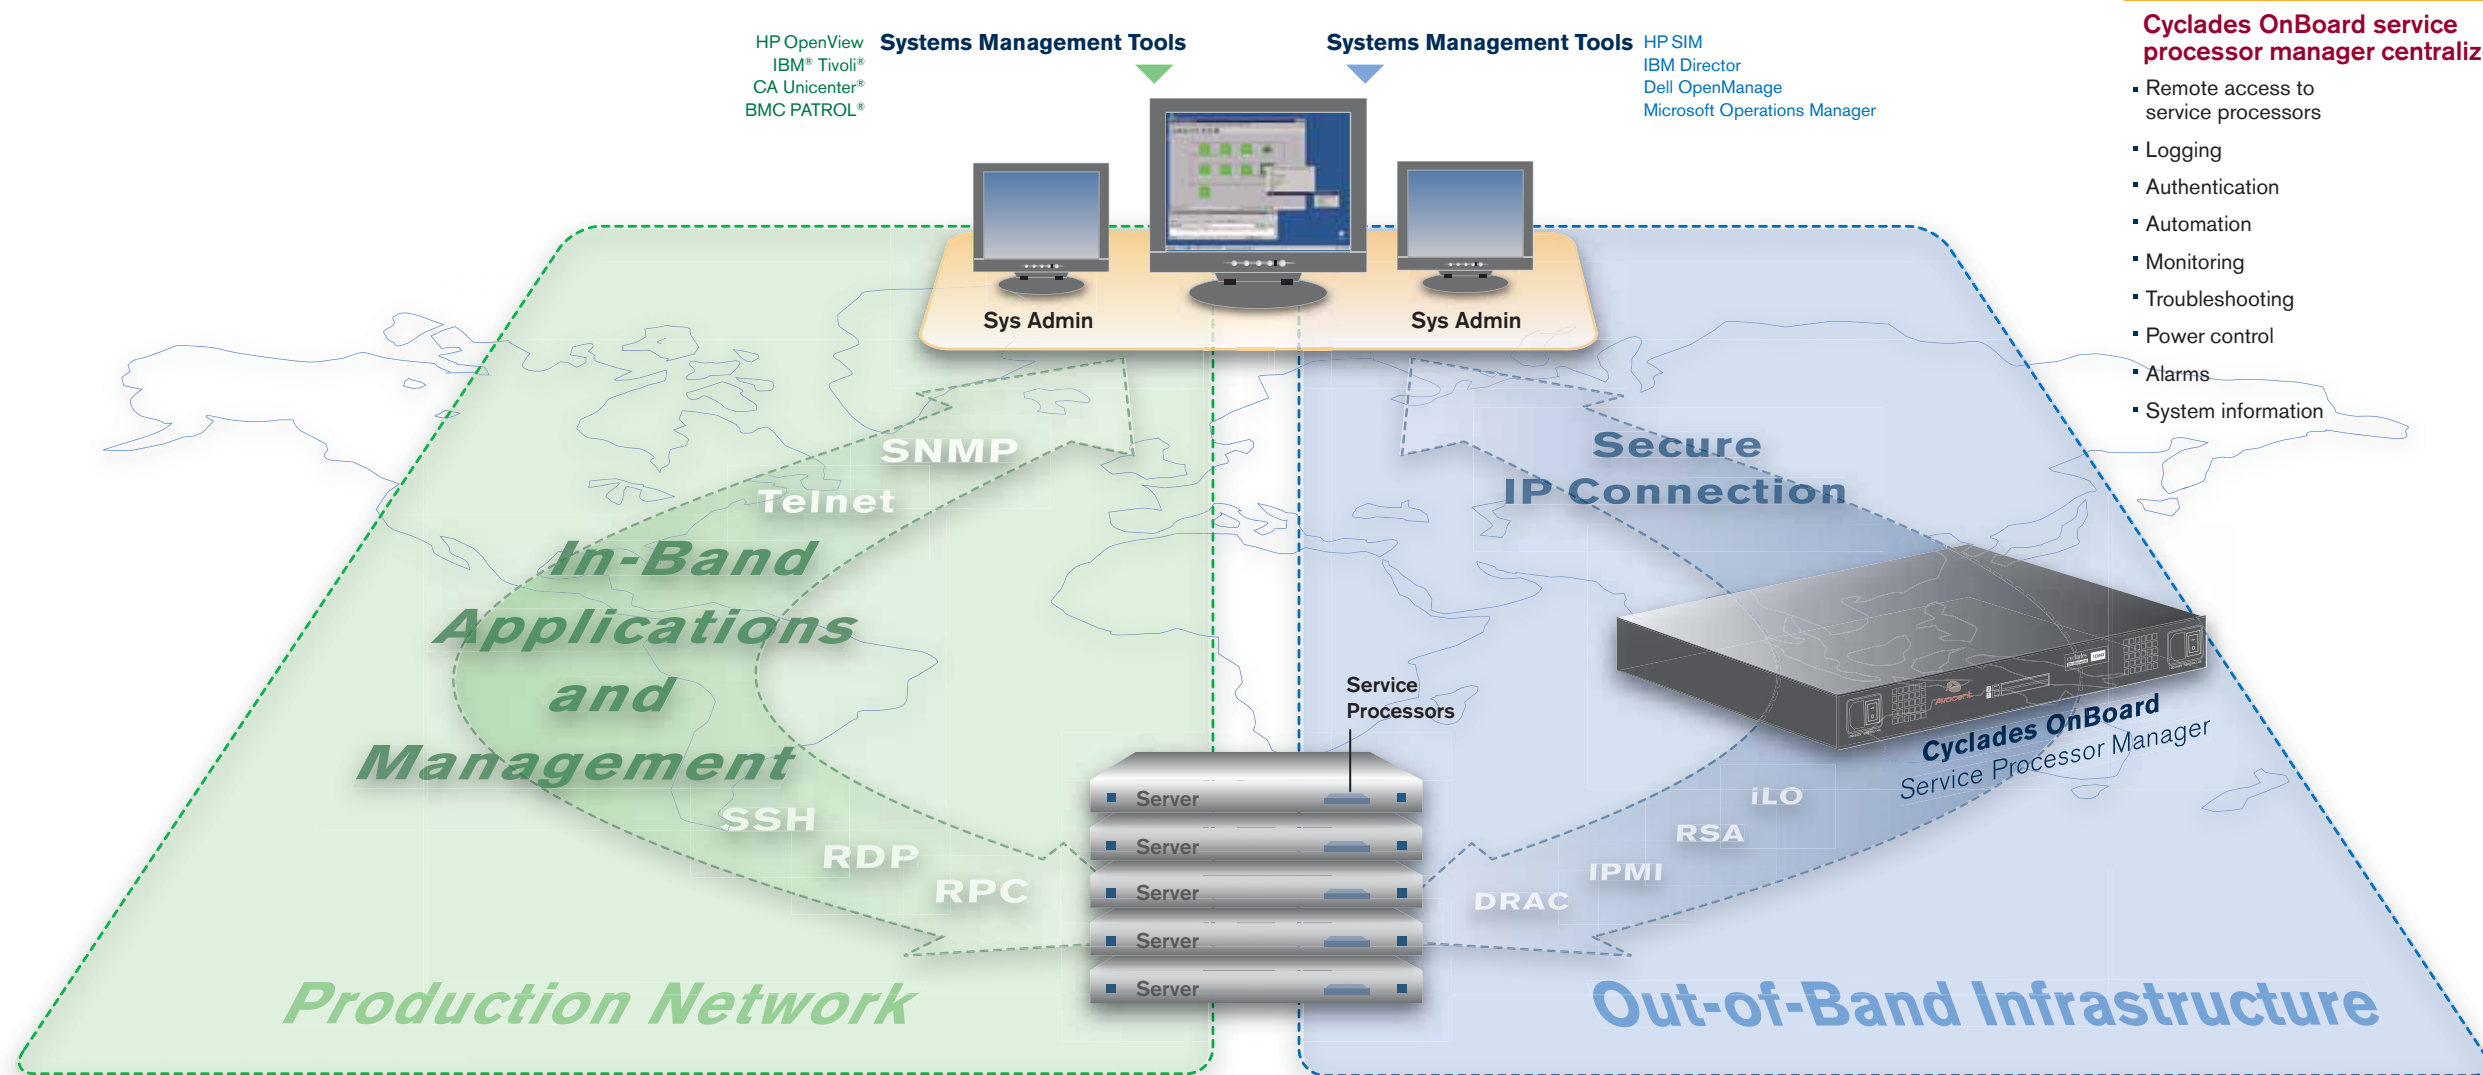 HP OpenView
IBM® Tivoli®
CA Unicenter®
BMC PATROL®
Systems Management Tools
Systems Management Tools
HP SIM
IBM Director
Dell OpenManage
Microsoft Operations Manager
Cyclades OnBoard service
processor manager centraliz
▪ Remote access to
service processors
▪ Logging
▪ Authentication
▪ Automation
▪ Monitoring
▪ Troubleshooting
▪ Power control
▪ Alarms
▪ System information
Sys Admin
Sys Admin
SNMP
Telnet
In-Band
Applications
and
Management
SSH
RDP
RPC
Secure
IP Connection
Avocent
cyclades
Cyclades OnBoard
Service Processor Manager
iLO
RSA
IPMI
DRAC
Service
Processors
Server
Server
Server
Server
Server
Production Network
Out-of-Band Infrastructure